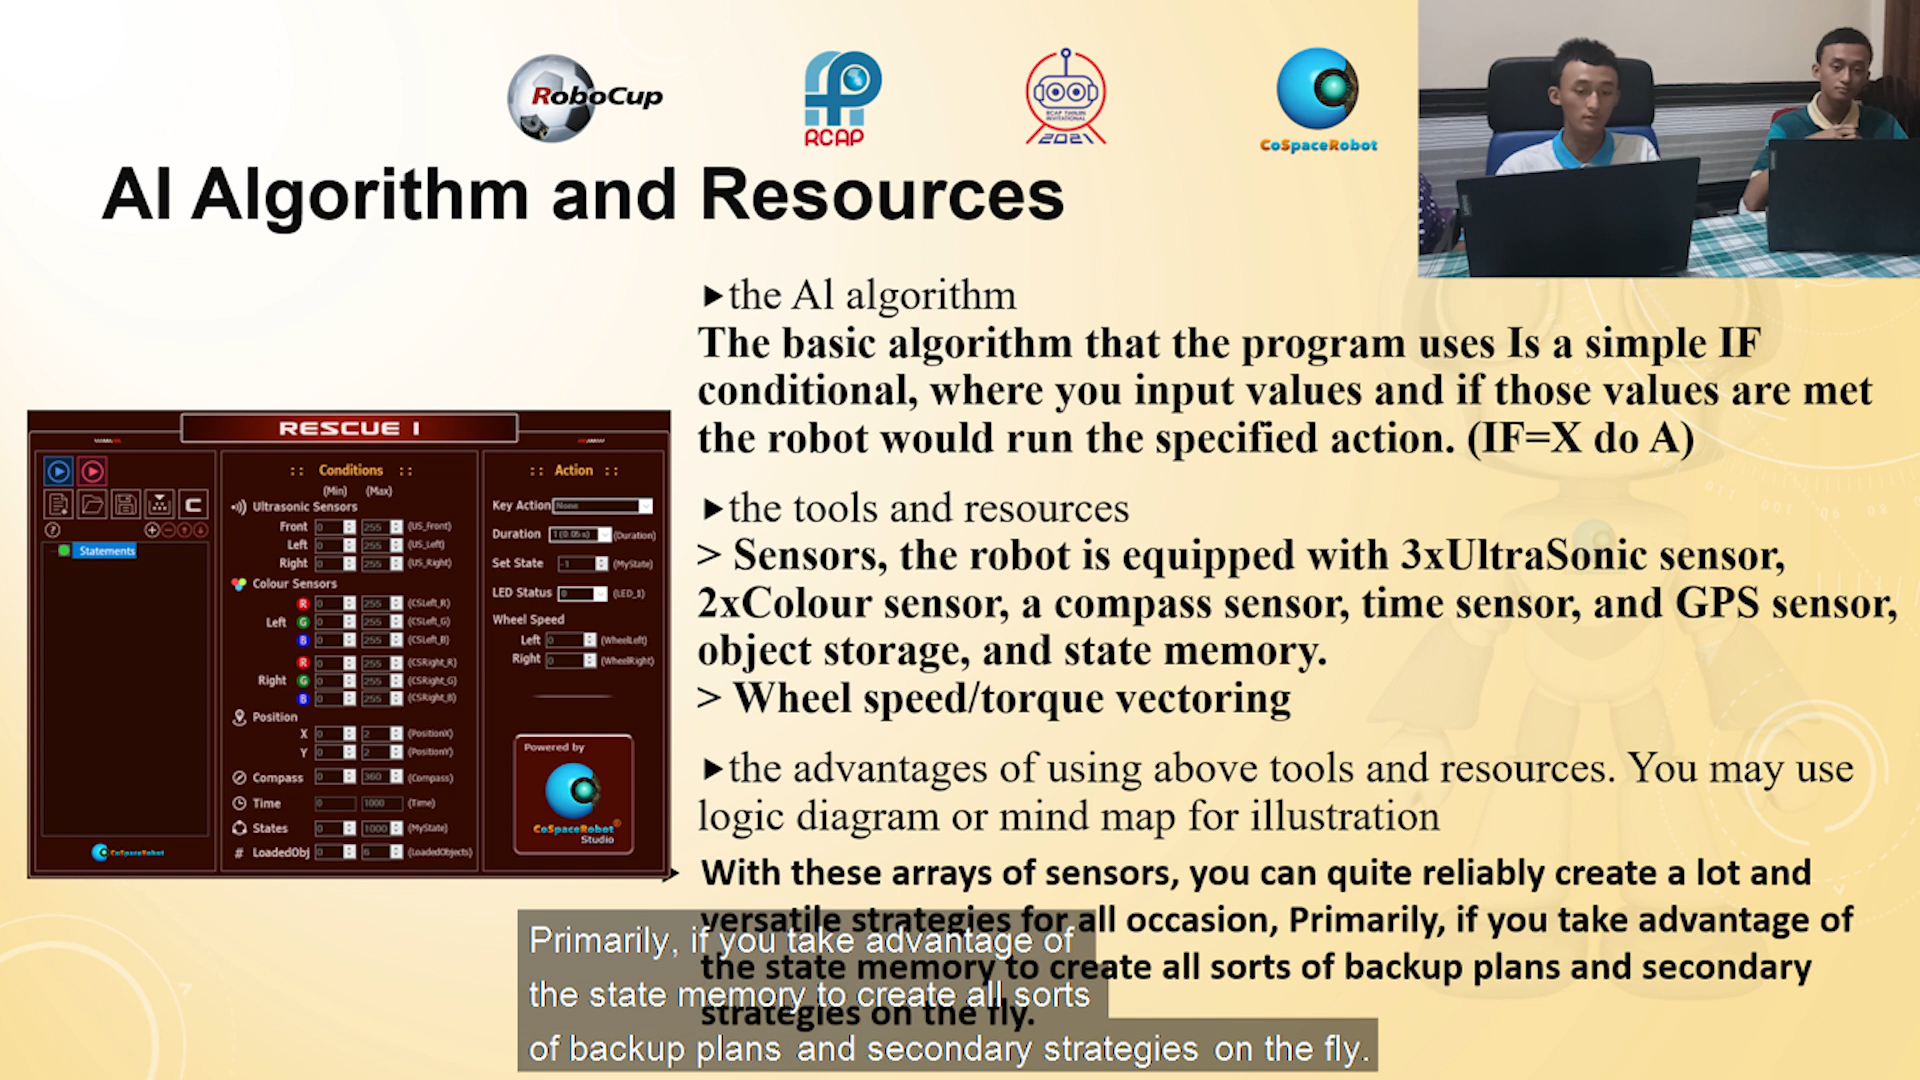 RoboCup
RCAP
RCAP TIANJIN
INVITATIONAL
2021
CoSpaceRobot
AI Algorithm and Resources
▶the Al algorithm
The basic algorithm that the program uses Is a simple IF
conditional, where you input values and if those values are met
the robot would run the specified action. (IF=X do A)
▶the tools and resources
> Sensors, the robot is equipped with 3xUltraSonic sensor,
2xColour sensor, a compass sensor, time sensor, and GPS sensor,
object storage, and state memory.
> Wheel speed/torque vectoring
▶the advantages of using above tools and resources. You may use
logic diagram or mind map for illustration
With these arrays of sensors, you can quite reliably create a lot and
versatile strategies for all occasion, Primarily, if you take advantage of
the state memory to create all sorts of backup plans and secondary
strategies on the fly.
RESCUE 1
Statements
CoSpaceRobot
:: Conditions ::
(Min) (Max)
Ultrasonic Sensors
Front 0 255 (US_Front)
Left 0 255 (US_Left)
Right 0 255 (US_Right)
Colour Sensors
R 0 255 (CSLeft_R)
Left G 0 255 (CSLeft_G)
B 0 255 (CSLeft_B)
R 0 255 (CSRight_R)
Right G 0 255 (CSRight_G)
B 0 255 (CSRight_B)
Position
X 0 2 (PositionX)
Y 0 2 (PositionY)
Compass 0 360 (Compass)
Time 0 1000 (Time)
States 0 1000 (MyState)
# LoadedObj 0 6 (LoadedObjects)
:: Action ::
Key Action None
Duration 1 (0.05 s) (Duration)
Set State -1 (MyState)
LED Status 0 (LED_1)
Wheel Speed
Left 0 (WheelLeft)
Right 0 (WheelRight)
Powered by
CoSpaceRobot®
Studio
Primarily, if you take advantage of
the state memory to create all sorts
of backup plans and secondary strategies on the fly.